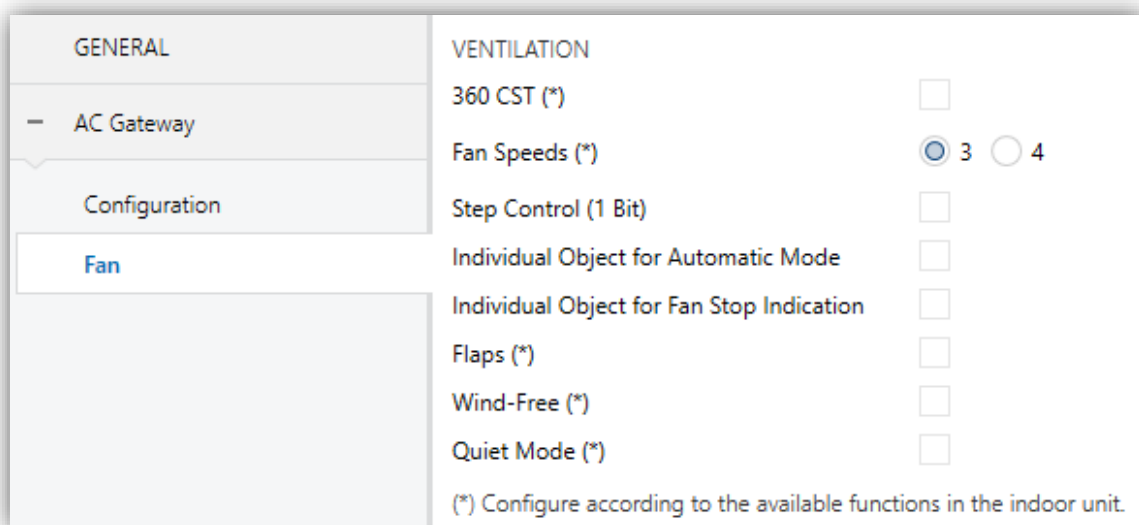 GENERAL
AC Gateway
Configuration
Fan
VENTILATION
360 CST (*)
Fan Speeds (*) 3 4
Step Control (1 Bit)
Individual Object for Automatic Mode
Individual Object for Fan Stop Indication
Flaps (*)
Wind-Free (*)
Quiet Mode (*)
(*) Configure according to the available functions in the indoor unit.